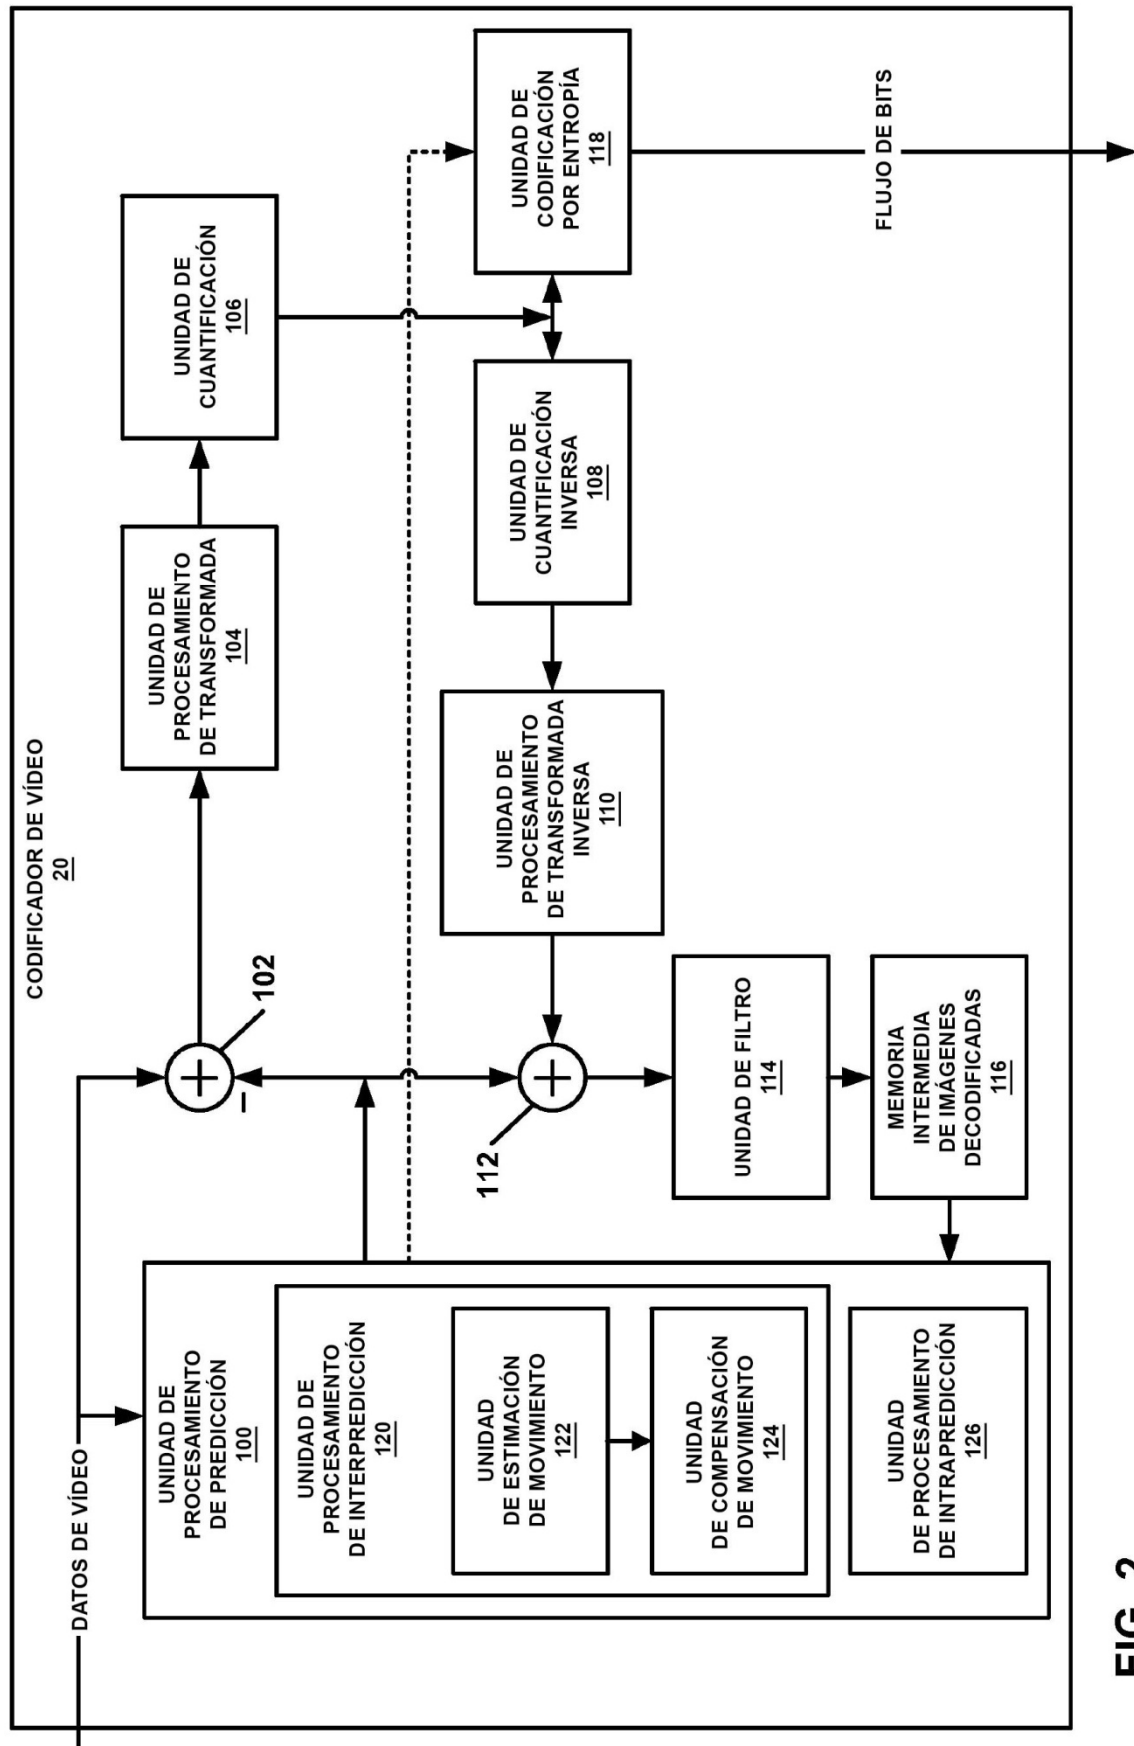 CODIFICADOR DE VÍDEO
20
DATOS DE VÍDEO
UNIDAD DE
PROCESAMIENTO
DE PREDICCIÓN
100
UNIDAD DE
PROCESAMIENTO
DE INTERPREDICCIÓN
120
UNIDAD
DE ESTIMACIÓN
DE MOVIMIENTO
122
UNIDAD
DE COMPENSACIÓN
DE MOVIMIENTO
124
UNIDAD
DE PROCESAMIENTO
DE INTRAPREDICCIÓN
126
102
–
UNIDAD DE
PROCESAMIENTO
DE TRANSFORMADA
104
UNIDAD DE
CUANTIFICACIÓN
106
112
UNIDAD DE
PROCESAMIENTO
DE TRANSFORMADA
INVERSA
110
UNIDAD DE
CUANTIFICACIÓN
INVERSA
108
UNIDAD DE
CODIFICACIÓN
POR ENTROPÍA
118
UNIDAD DE FILTRO
114
MEMORIA
INTERMEDIA
DE IMÁGENES
DECODIFICADAS
116
FLUJO DE BITS
FIG. 2